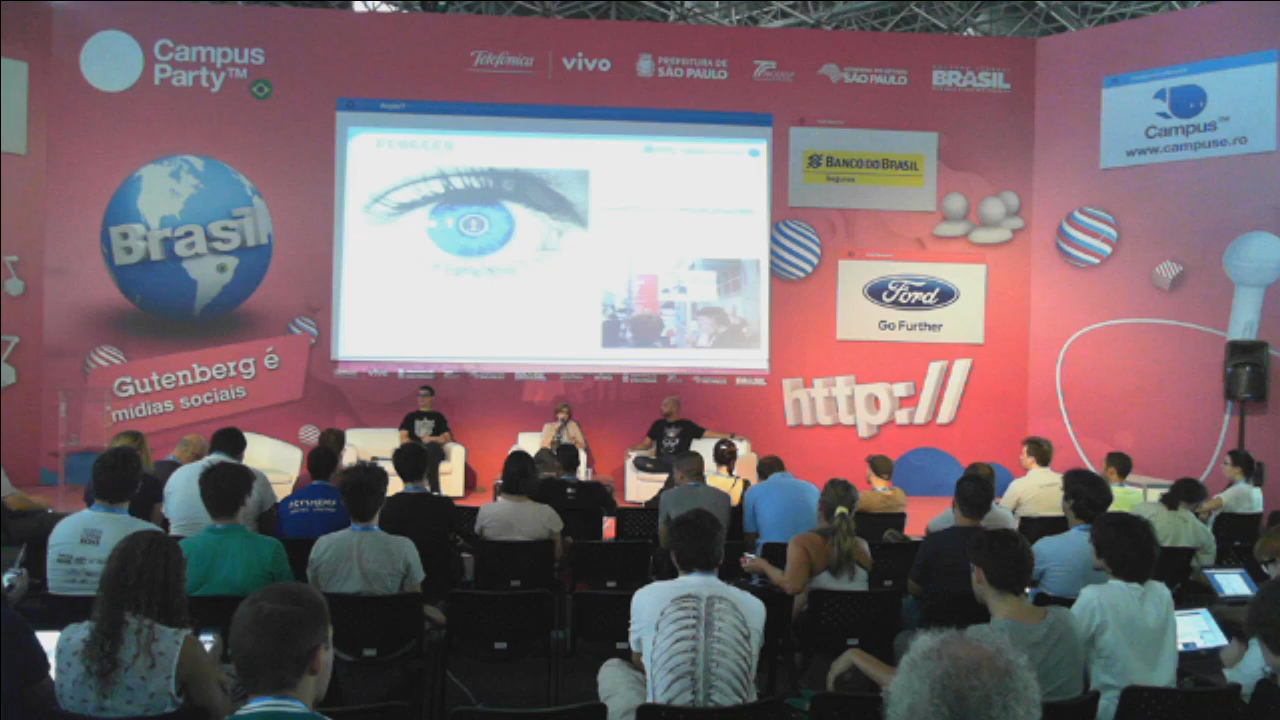 Campus
Party™
Telefónica
vivo
PREFEITURA DE
SÃO PAULO
SÃO PAULO
BRASIL
Campus™
www.campuse.ro
BANCO DO BRASIL
Seguros
Brasil
Ford
Go Further
Gutenberg é
mídias sociais
http://